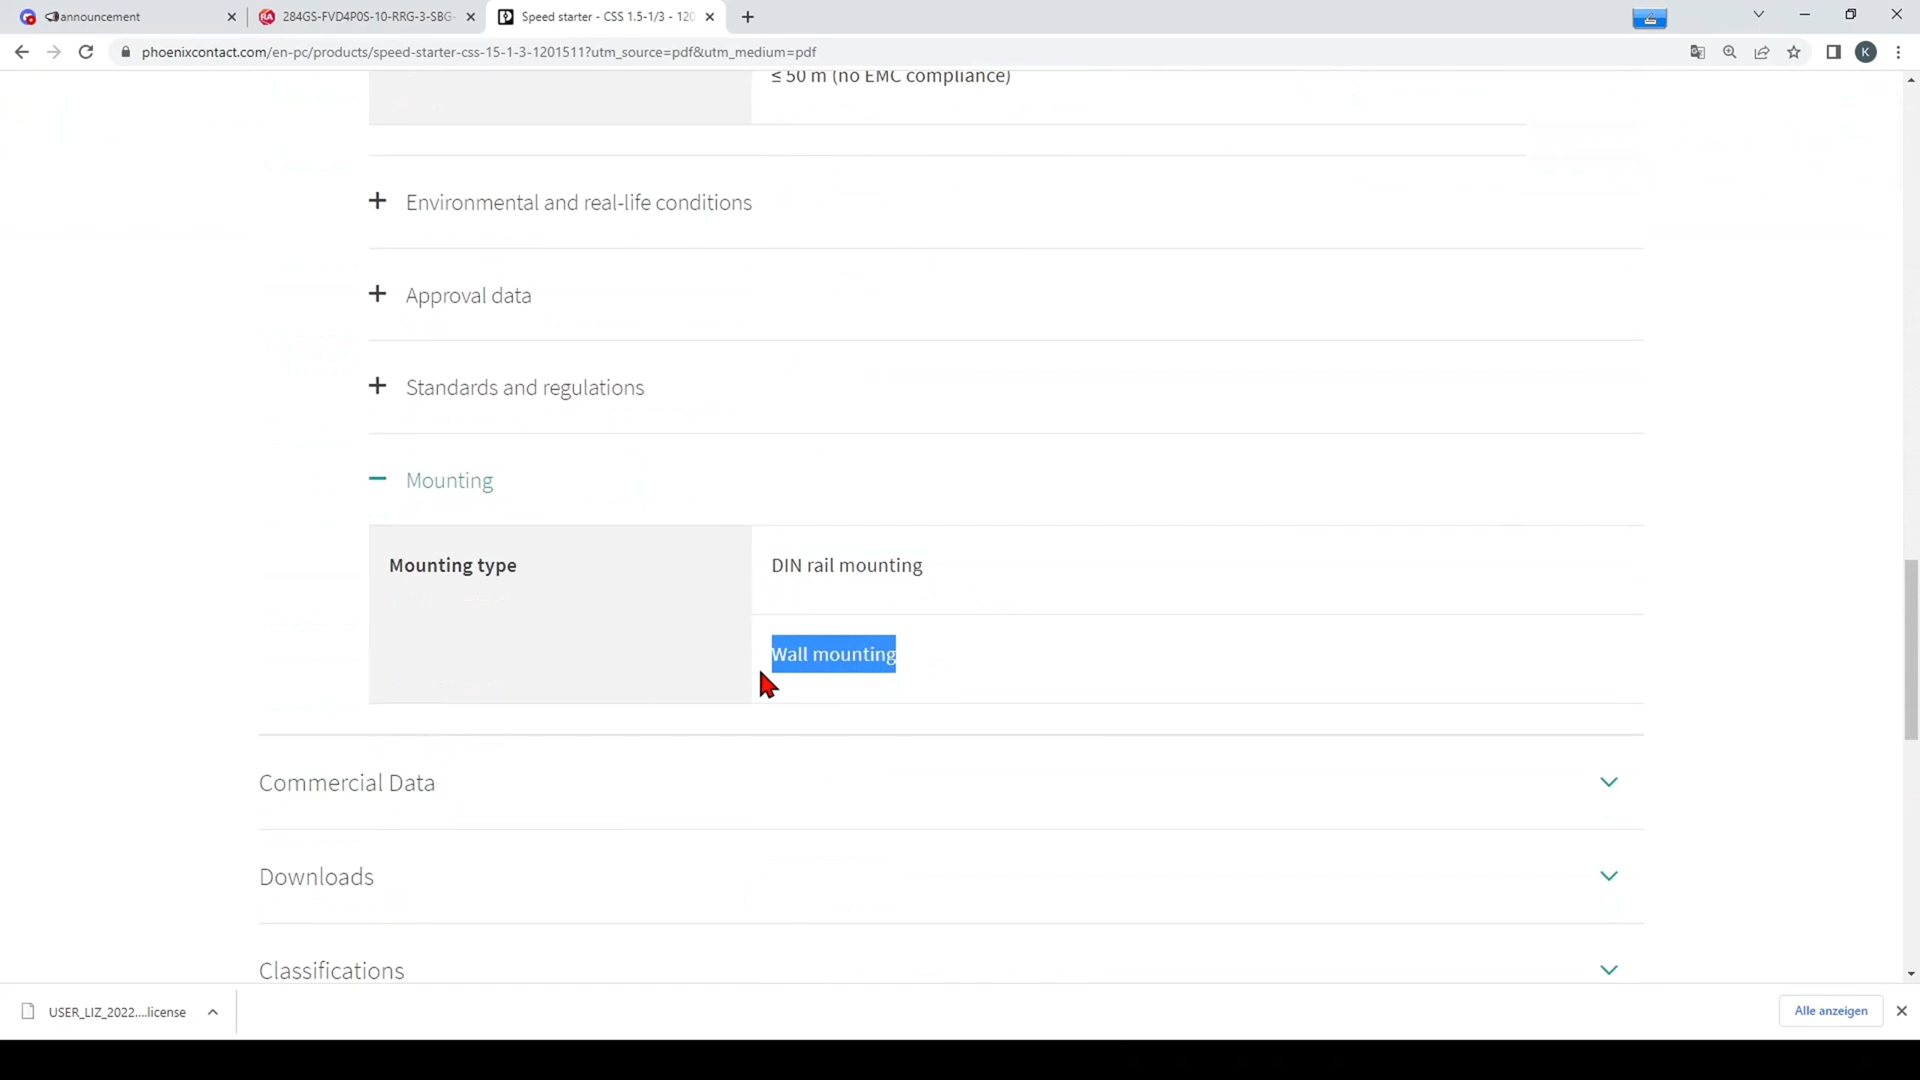 announcement
284GS-FVD4P0S-10-RRG-3-SBG-
Speed starter - CSS 1.5-1/3 - 120
phoenixcontact.com/en-pc/products/speed-starter-css-15-1-3-1201511?utm_source=pdf&utm_medium=pdf
K
≤ 50 m (no EMC compliance)
Environmental and real-life conditions
Approval data
Standards and regulations
Mounting
Mounting type
DIN rail mounting
Wall mounting
Commercial Data
Downloads
Classifications
USER_LIZ_2022....license
Alle anzeigen